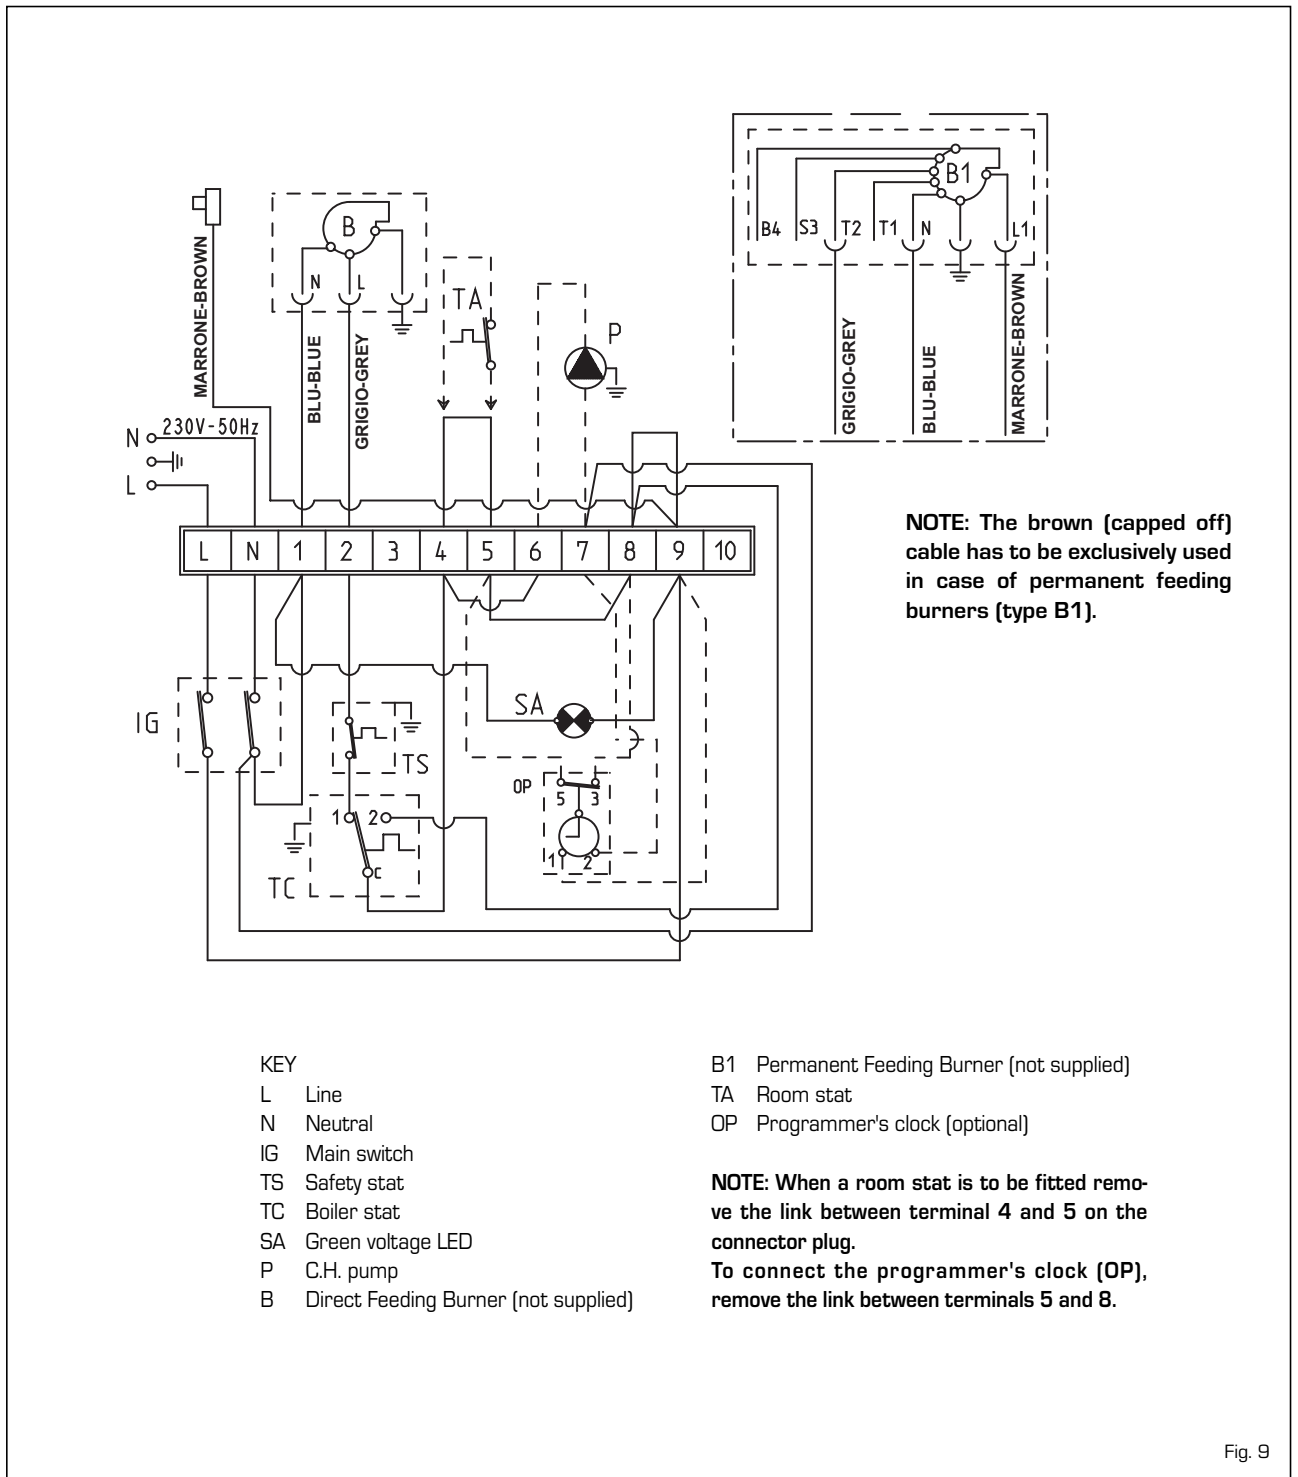 B1
B4 S3 T2 T1 N L1
MARRONE-BROWN
B
N L
BLU-BLUE
GRIGIO-GREY
TA
P
GRIGIO-GREY
BLU-BLUE
MARRONE-BROWN
N 230V-50Hz
L
L N 1 2 3 4 5 6 7 8 9 10
NOTE: The brown (capped off)
cable has to be exclusively used
in case of permanent feeding
burners (type B1).
IG
SA
TS
OP
5 3
1 2
1 2
C
TC
KEY
L Line
N Neutral
IG Main switch
TS Safety stat
TC Boiler stat
SA Green voltage LED
P C.H. pump
B Direct Feeding Burner (not supplied)
B1 Permanent Feeding Burner (not supplied)
TA Room stat
OP Programmer's clock (optional)
NOTE: When a room stat is to be fitted remo-
ve the link between terminal 4 and 5 on the
connector plug.
To connect the programmer's clock (OP),
remove the link between terminals 5 and 8.
Fig. 9